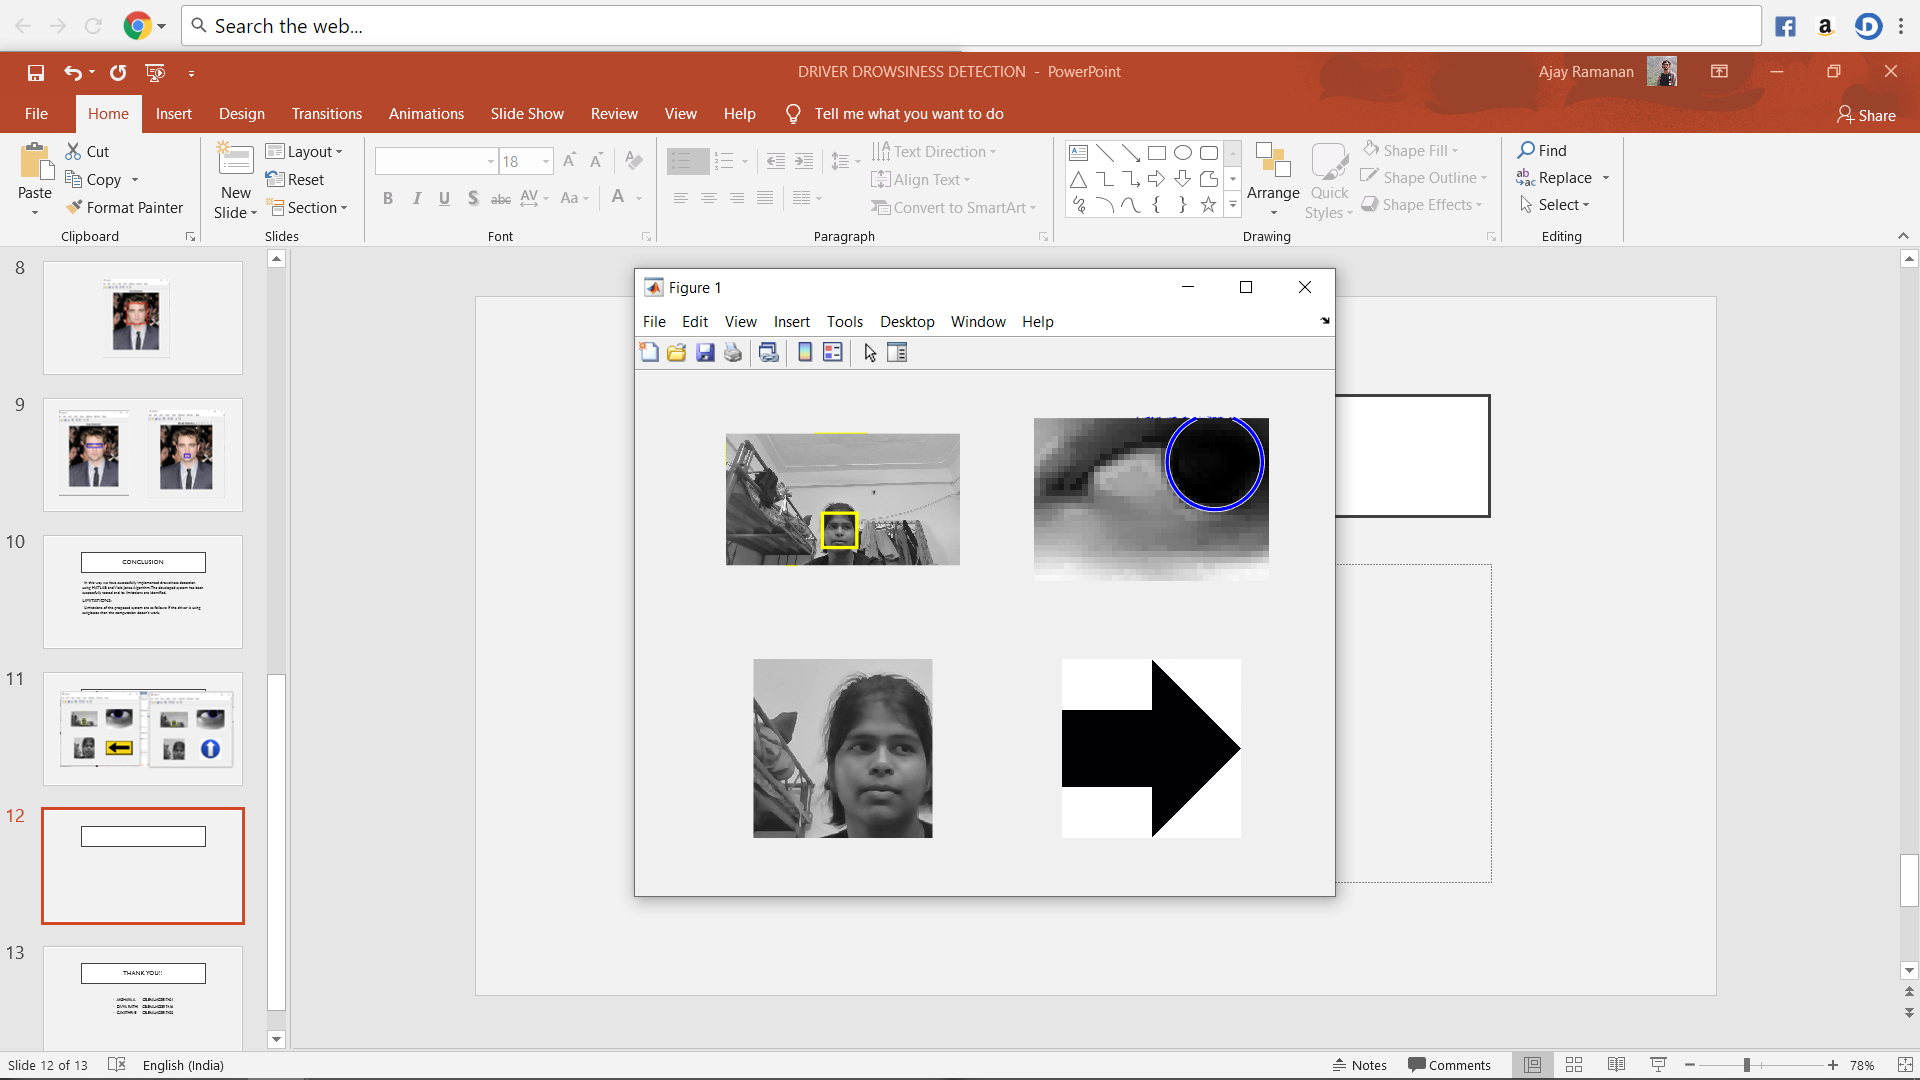 Search the web...
DRIVER DROWSINESS DETECTION - PowerPoint
Ajay Ramanan
File Home Insert Design Transitions Animations Slide Show Review View Help Tell me what you want to do
Share
Paste
Cut
Copy
Format Painter
Clipboard
New Slide
Layout
Reset
Section
Slides
18
B I U S abc AV Aa A
Font
Text Direction
Align Text
Convert to SmartArt
Paragraph
Arrange
Quick Styles
Shape Fill
Shape Outline
Shape Effects
Drawing
Find
Replace
Select
Editing
8
9
10
CONCLUSION
LIMITATIONS:
11
12
13
THANK YOU!!
Figure 1
File Edit View Insert Tools Desktop Window Help
Slide 12 of 13
English (India)
Notes
Comments
78%